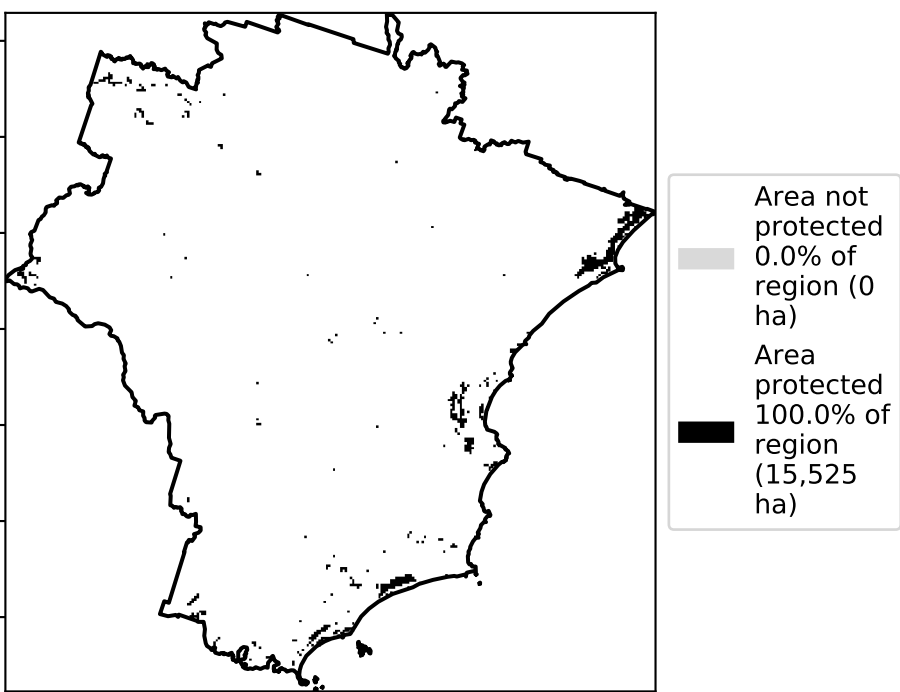 Area not
protected
0.0% of
region (0
ha)
Area
protected
100.0% of
region
(15,525
ha)